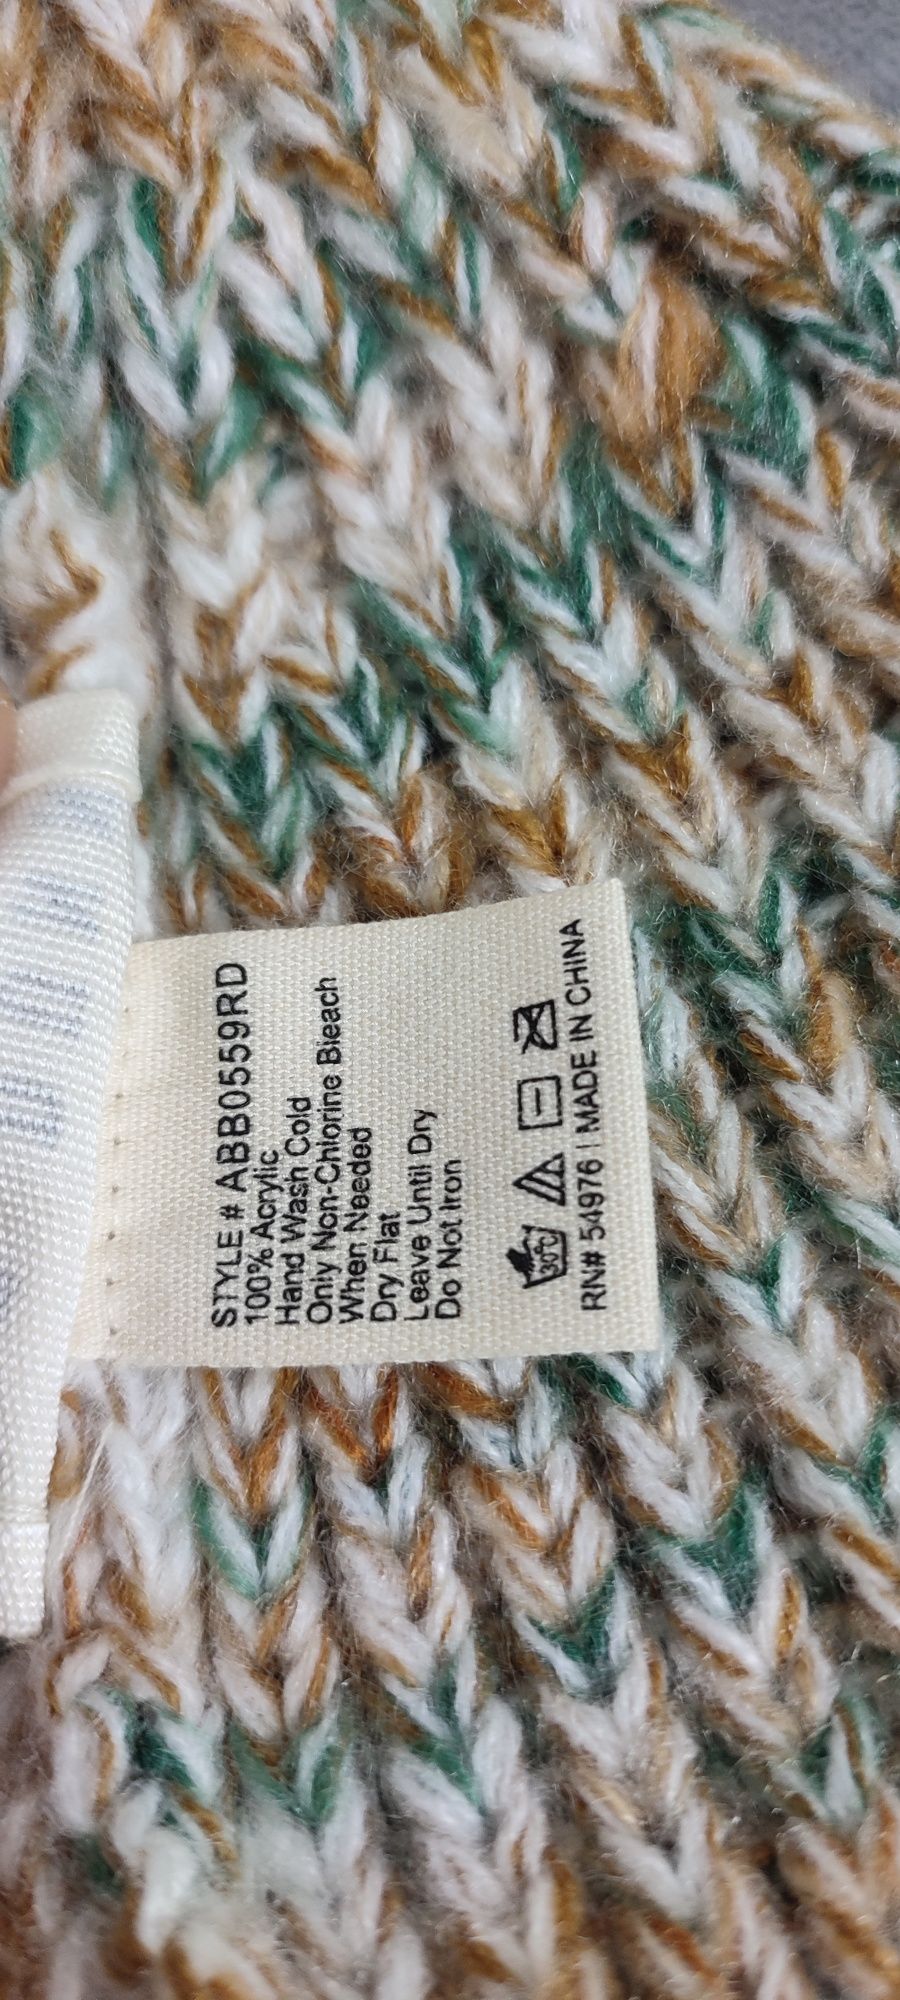 STYLE # ABB0559RD
100% Acrylic
Hand Wash Cold
Only Non-Chlorine Bleach
When Needed
Dry Flat
Leave Until Dry
Do Not Iron
30°C
RN# 54976 | MADE IN CHINA